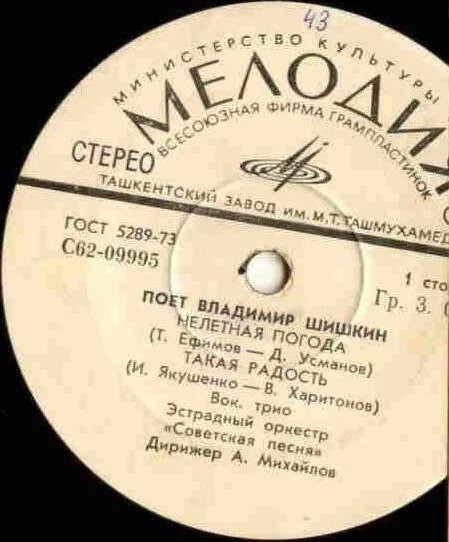 43
МИНИСТЕРСТВО КУЛЬТУРЫ
МЕЛОДИЯ
ВСЕСОЮЗНАЯ ФИРМА ГРАМПЛАСТИНОК
СТЕРЕО
ТАШКЕНТСКИЙ ЗАВОД ИМ. М.Т. ТАШМУХАМЕД
ГОСТ 5289-73
С62-09995
1 сто
Гр. 3.
ПОЕТ ВЛАДИМИР ШИШКИН
НЕЛЕТНАЯ ПОГОДА
(Т. Ефимов — Д. Усманов)
ТАКАЯ РАДОСТЬ
(И. Якушенко — В. Харитонов)
Вок. трио
Эстрадный оркестр
«Советская песня»
Дирижер А. Михайлов